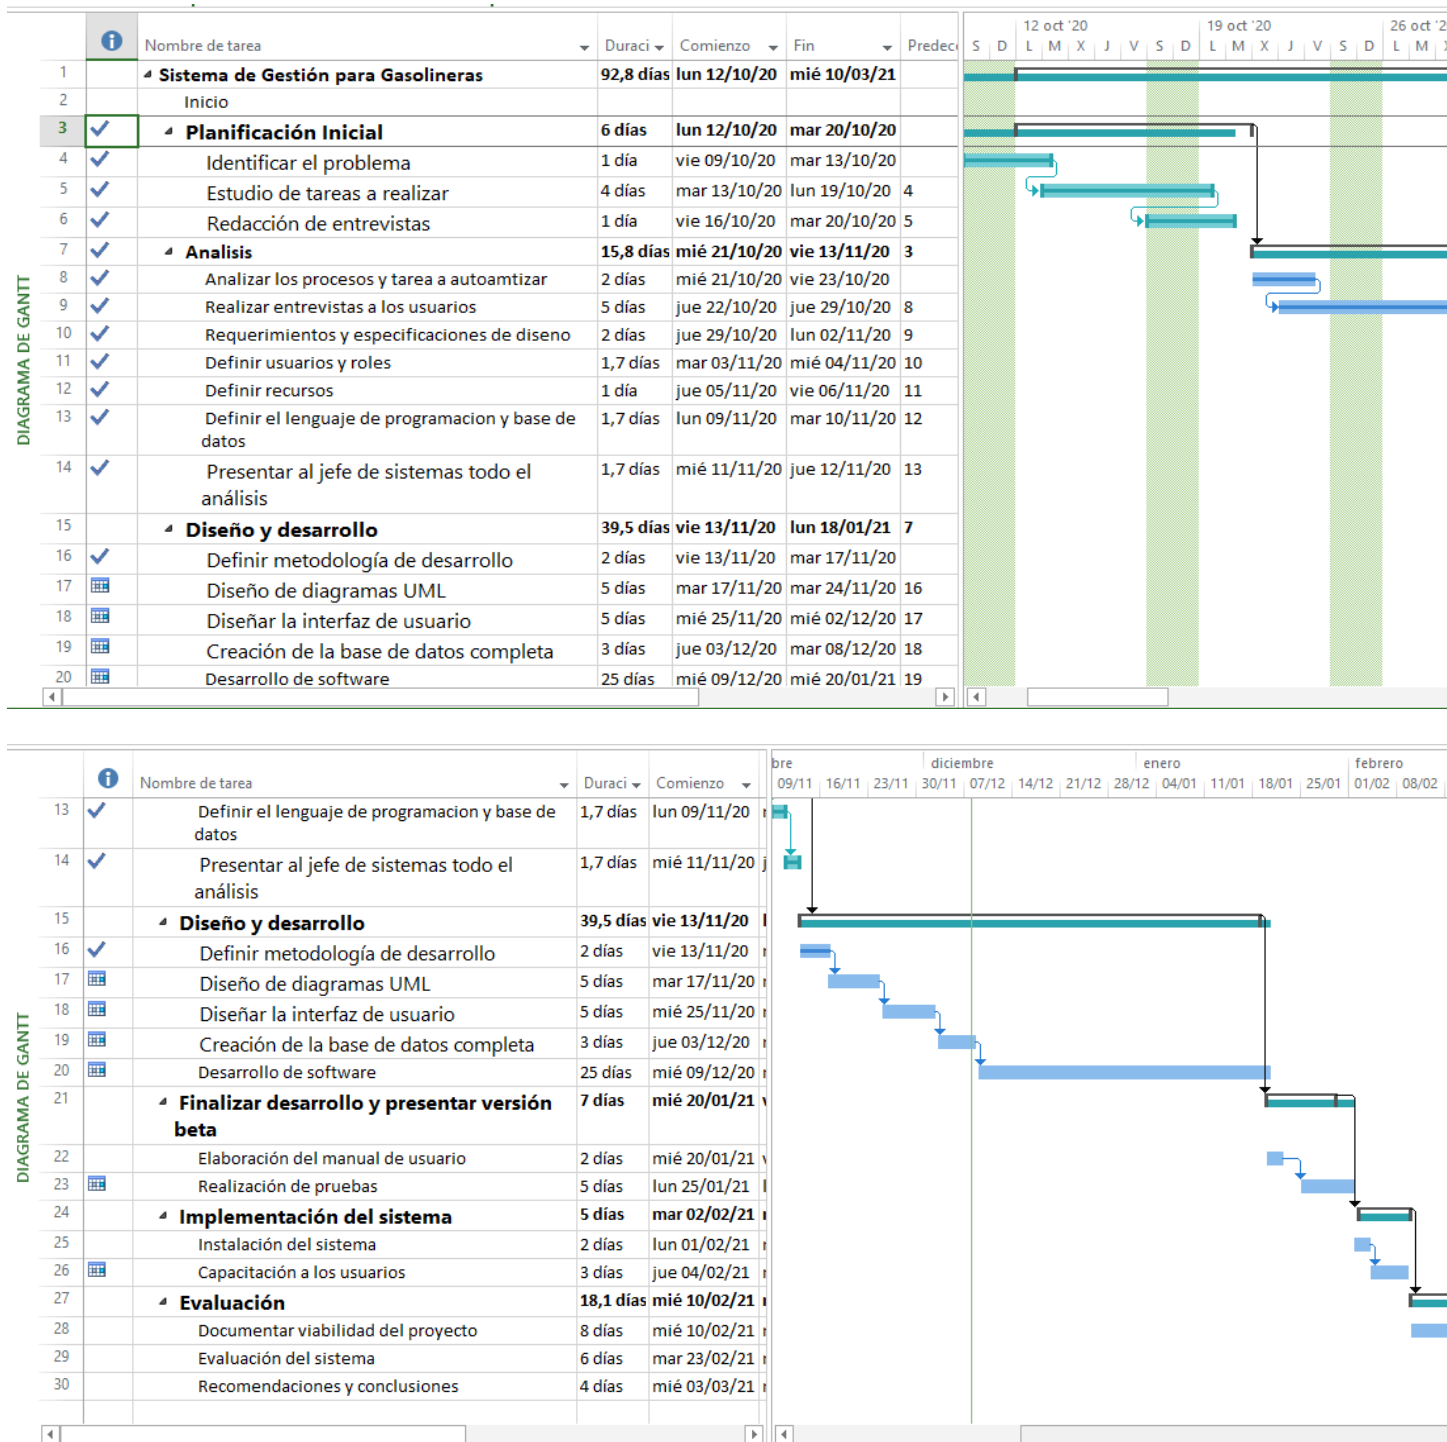 Nombre de tarea Duraci Comienzo Fin Predec
12 oct '20 19 oct '20 26 oct '2
S D L M X J V S D L M X J V S D L M
1 Sistema de Gestión para Gasolineras 92,8 días lun 12/10/20 mié 10/03/21
2 Inicio
3 Planificación Inicial 6 días lun 12/10/20 mar 20/10/20
4 Identificar el problema 1 día vie 09/10/20 mar 13/10/20
5 Estudio de tareas a realizar 4 días mar 13/10/20 lun 19/10/20 4
6 Redacción de entrevistas 1 día vie 16/10/20 mar 20/10/20 5
7 Analisis 15,8 días mié 21/10/20 vie 13/11/20 3
8 Analizar los procesos y tarea a autoamtizar 2 días mié 21/10/20 vie 23/10/20
9 Realizar entrevistas a los usuarios 5 días jue 22/10/20 jue 29/10/20 8
10 Requerimientos y especificaciones de diseno 2 días jue 29/10/20 lun 02/11/20 9
11 Definir usuarios y roles 1,7 días mar 03/11/20 mié 04/11/20 10
12 Definir recursos 1 día jue 05/11/20 vie 06/11/20 11
13 Definir el lenguaje de programacion y base de 1,7 días lun 09/11/20 mar 10/11/20 12
datos
14 Presentar al jefe de sistemas todo el 1,7 días mié 11/11/20 jue 12/11/20 13
análisis
15 Diseño y desarrollo 39,5 días vie 13/11/20 lun 18/01/21 7
16 Definir metodología de desarrollo 2 días vie 13/11/20 mar 17/11/20
17 Diseño de diagramas UML 5 días mar 17/11/20 mar 24/11/20 16
18 Diseñar la interfaz de usuario 5 días mié 25/11/20 mié 02/12/20 17
19 Creación de la base de datos completa 3 días jue 03/12/20 mar 08/12/20 18
20 Desarrollo de software 25 días mié 09/12/20 mié 20/01/21 19
DIAGRAMA DE GANTT
Nombre de tarea Duraci Comienzo
bre diciembre enero febrero
09/11 16/11 23/11 30/11 07/12 14/12 21/12 28/12 04/01 11/01 18/01 25/01 01/02 08/02
13 Definir el lenguaje de programacion y base de 1,7 días lun 09/11/20
datos
14 Presentar al jefe de sistemas todo el 1,7 días mié 11/11/20 j
análisis
15 Diseño y desarrollo 39,5 días vie 13/11/20
16 Definir metodología de desarrollo 2 días vie 13/11/20
17 Diseño de diagramas UML 5 días mar 17/11/20
18 Diseñar la interfaz de usuario 5 días mié 25/11/20
19 Creación de la base de datos completa 3 días jue 03/12/20
20 Desarrollo de software 25 días mié 09/12/20
21 Finalizar desarrollo y presentar versión 7 días mié 20/01/21
beta
22 Elaboración del manual de usuario 2 días mié 20/01/21
23 Realización de pruebas 5 días lun 25/01/21
24 Implementación del sistema 5 días mar 02/02/21
25 Instalación del sistema 2 días lun 01/02/21
26 Capacitación a los usuarios 3 días jue 04/02/21
27 Evaluación 18,1 días mié 10/02/21
28 Documentar viabilidad del proyecto 8 días mié 10/02/21
29 Evaluación del sistema 6 días mar 23/02/21
30 Recomendaciones y conclusiones 4 días mié 03/03/21
DIAGRAMA DE GANTT